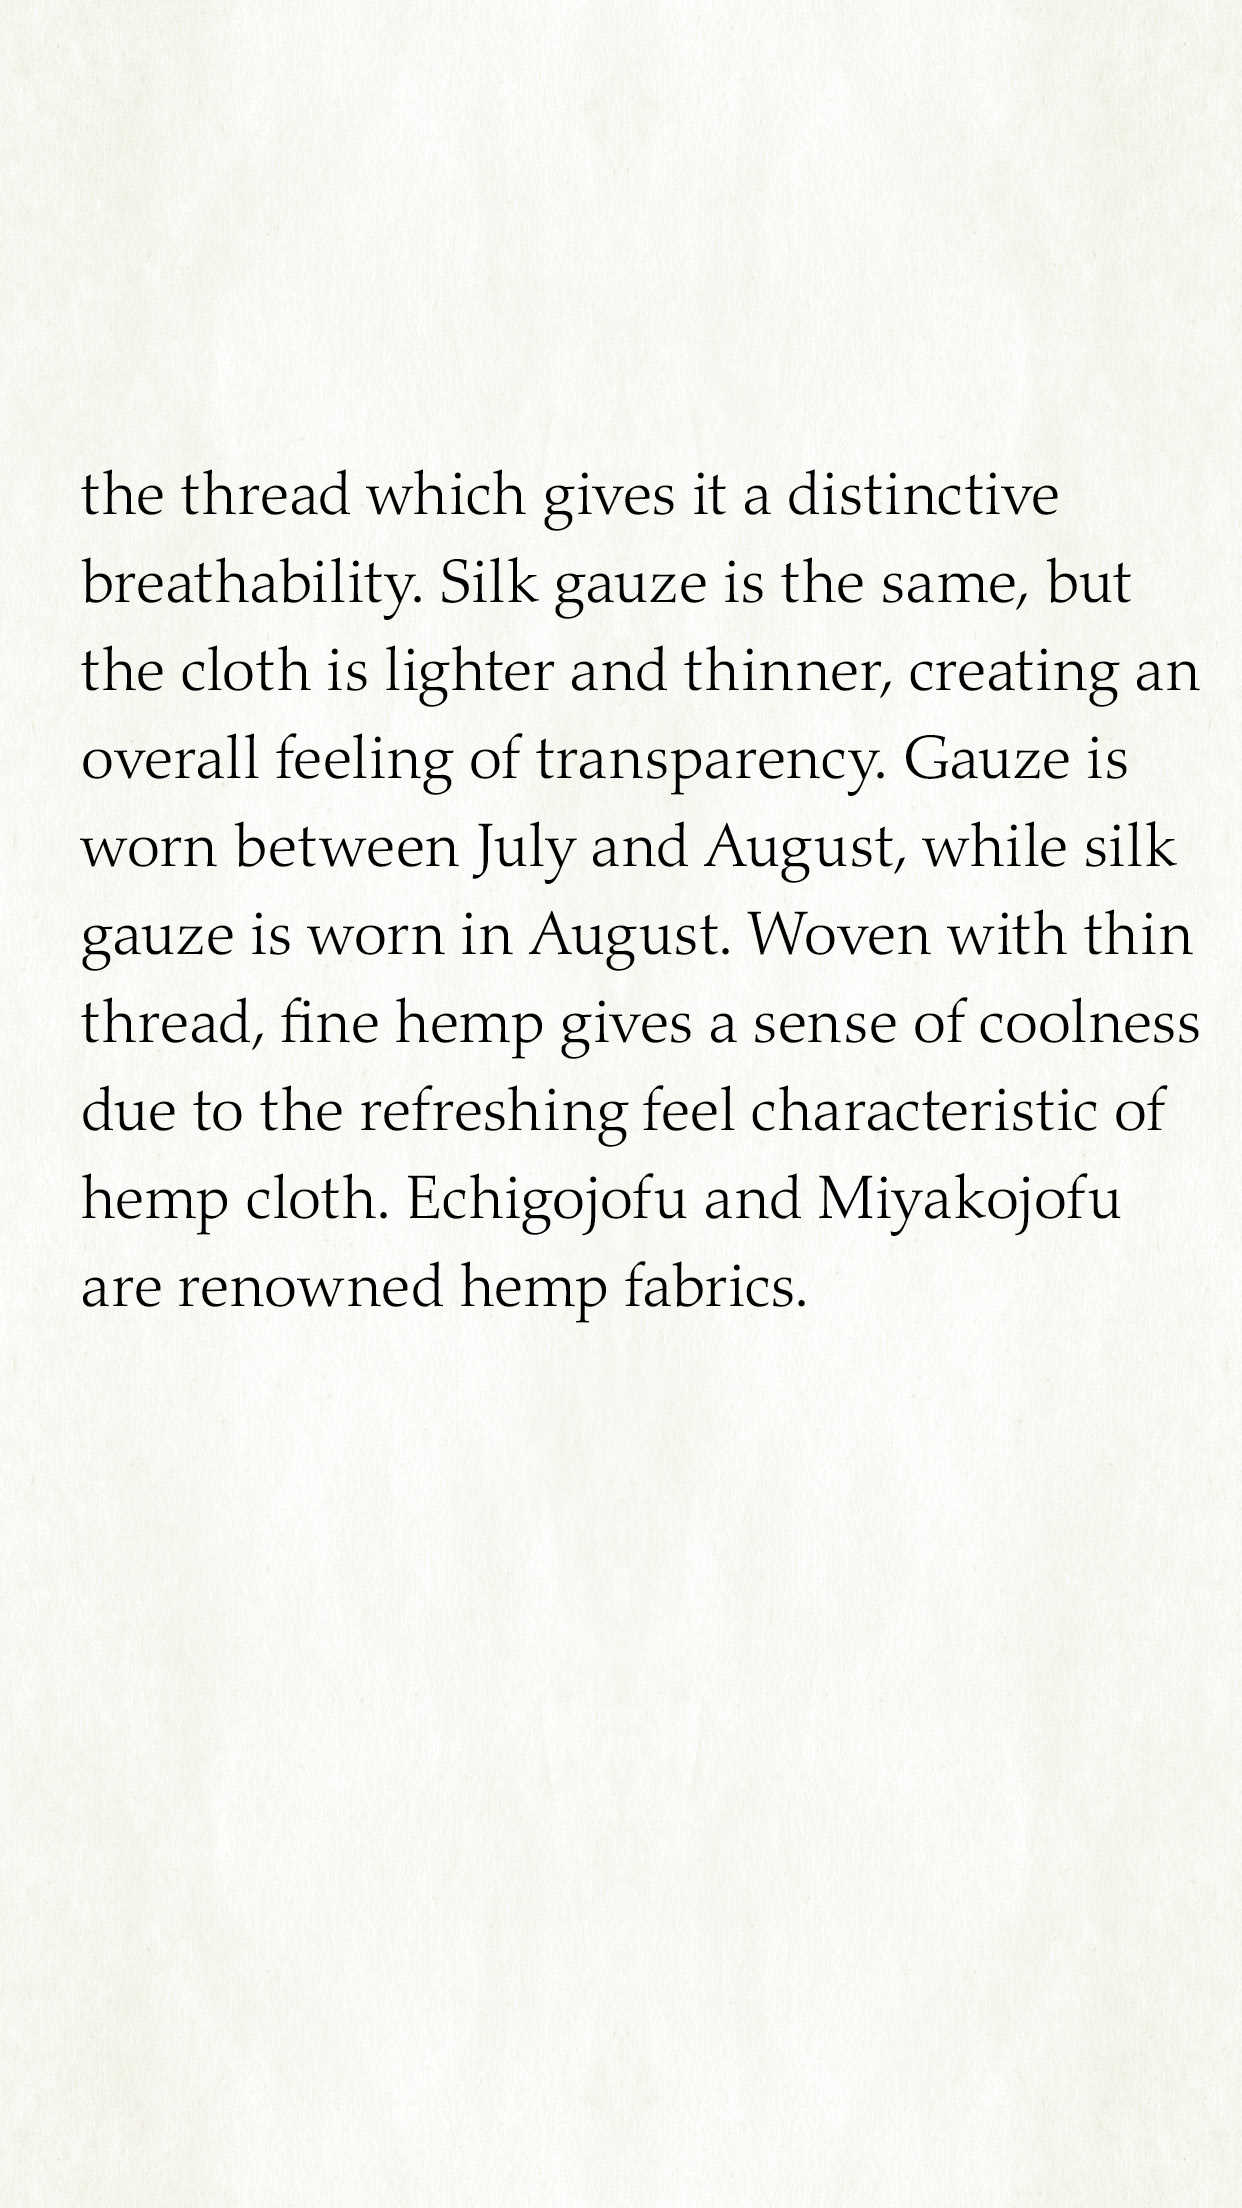 the thread which gives it a distinctive
breathability. Silk gauze is the same, but
the cloth is lighter and thinner, creating an
overall feeling of transparency. Gauze is
worn between July and August, while silk
gauze is worn in August. Woven with thin
thread, fine hemp gives a sense of coolness
due to the refreshing feel characteristic of
hemp cloth. Echigojofu and Miyakojofu
are renowned hemp fabrics.